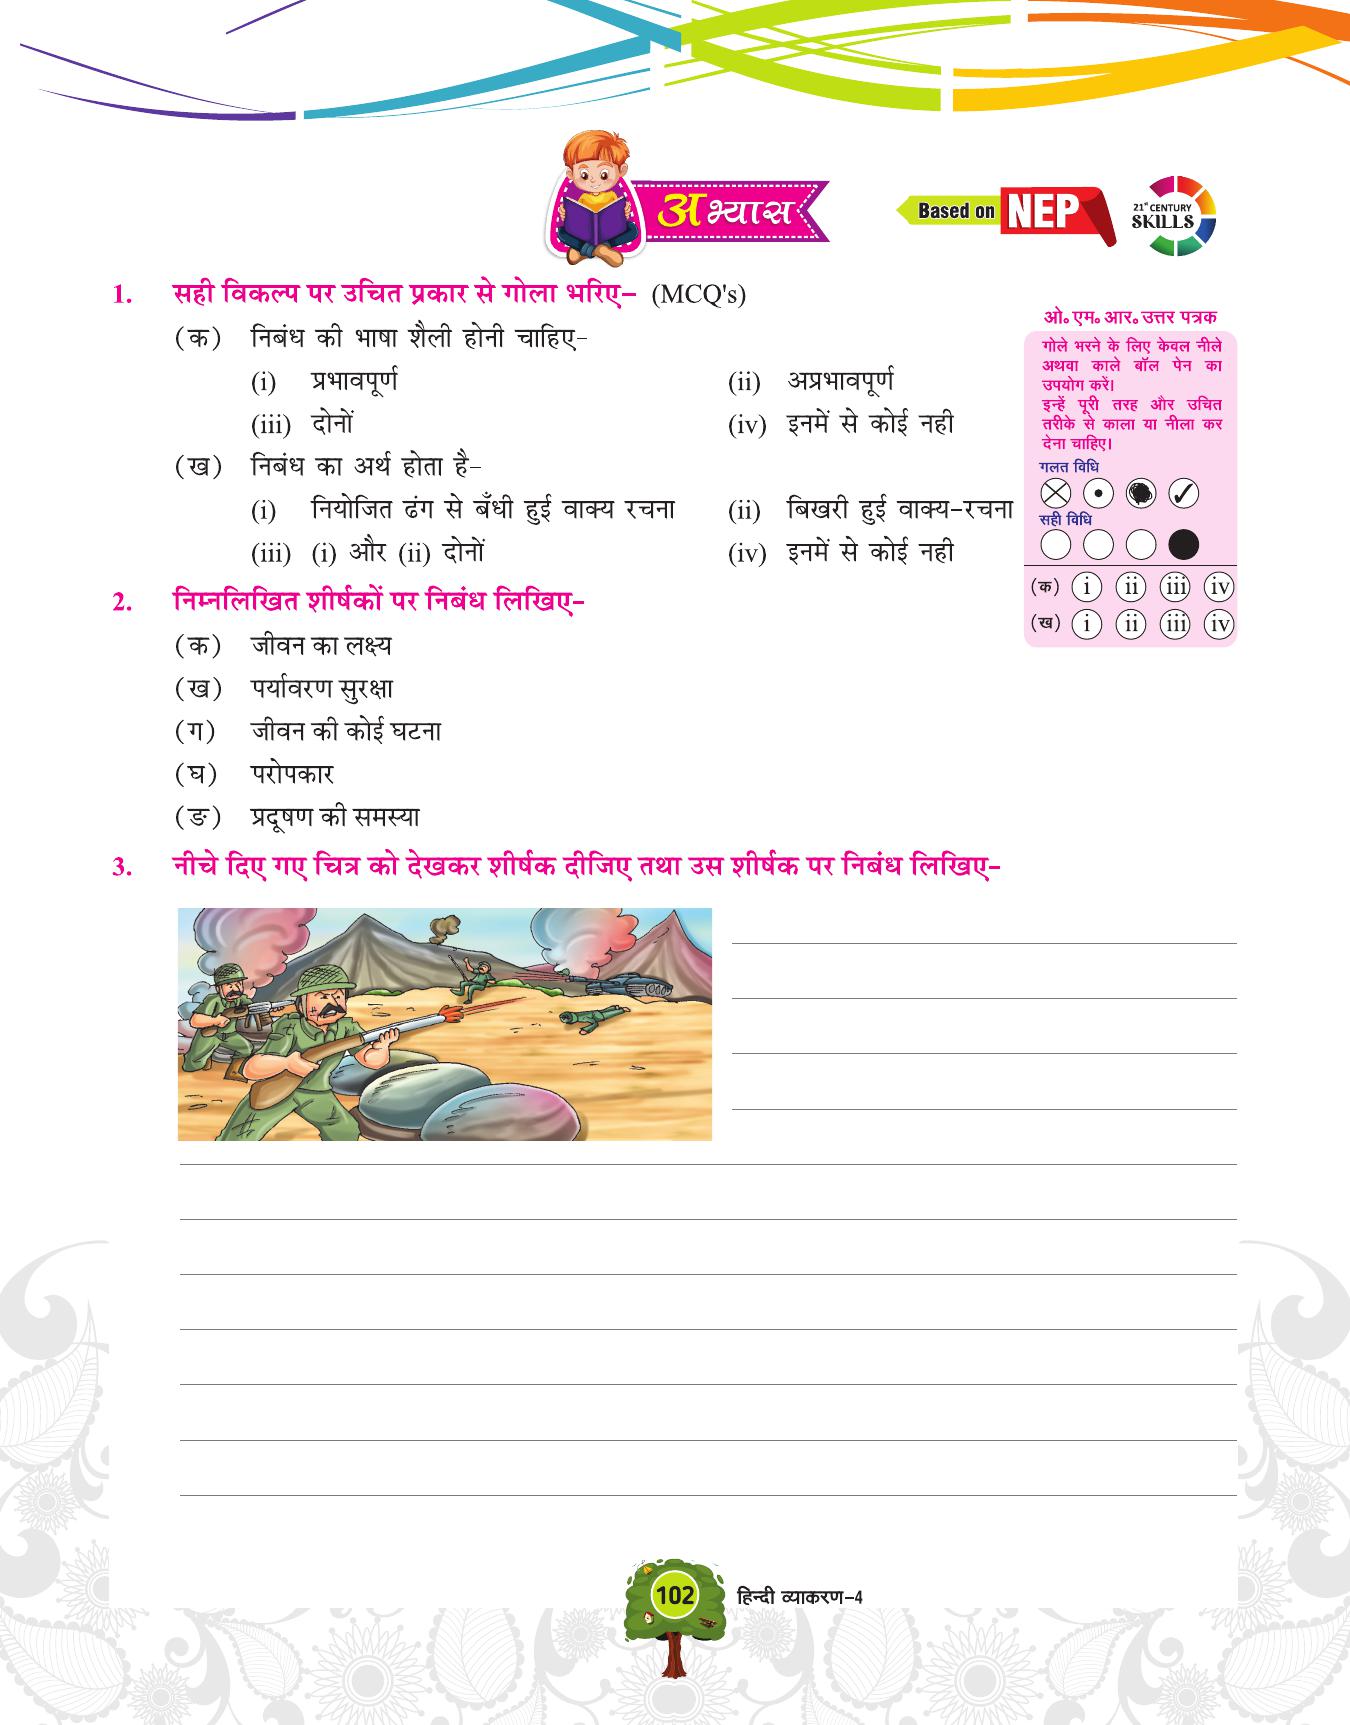 अभ्यास
Based on NEP
21st CENTURY
SKILLS
1. सही विकल्प पर उचित प्रकार से गोला भरिए– (MCQ's)
(क) निबंध की भाषा शैली होनी चाहिए–
(i) प्रभावपूर्ण (ii) अप्रभावपूर्ण
(iii) दोनों (iv) इनमें से कोई नही
(ख) निबंध का अर्थ होता है–
(i) नियोजित ढंग से बँधी हुई वाक्य रचना (ii) बिखरी हुई वाक्य-रचना
(iii) (i) और (ii) दोनों (iv) इनमें से कोई नही
ओ॰ एम॰ आर॰ उत्तर पत्रक
गोले भरने के लिए केवल नीले
अथवा काले बॉल पेन का
उपयोग करें।
इन्हें पूरी तरह और उचित
तरीके से काला या नीला कर
देना चाहिए।
गलत विधि
सही विधि
(क) i ii iii iv
(ख) i ii iii iv
2. निम्नलिखित शीर्षकों पर निबंध लिखिए–
(क) जीवन का लक्ष्य
(ख) पर्यावरण सुरक्षा
(ग) जीवन की कोई घटना
(घ) परोपकार
(ङ) प्रदूषण की समस्या
3. नीचे दिए गए चित्र को देखकर शीर्षक दीजिए तथा उस शीर्षक पर निबंध लिखिए–
102 हिन्दी व्याकरण-4